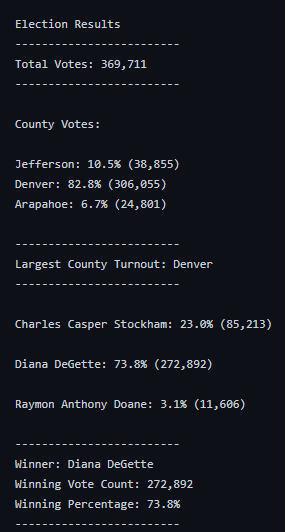 Election Results
-------------------------
Total Votes: 369,711
-------------------------
County Votes:
Jefferson: 10.5% (38,855)
Denver: 82.8% (306,055)
Arapahoe: 6.7% (24,801)
-------------------------
Largest County Turnout: Denver
-------------------------
Charles Casper Stockham: 23.0% (85,213)
Diana DeGette: 73.8% (272,892)
Raymon Anthony Doane: 3.1% (11,606)
-------------------------
Winner: Diana DeGette
Winning Vote Count: 272,892
Winning Percentage: 73.8%
-------------------------